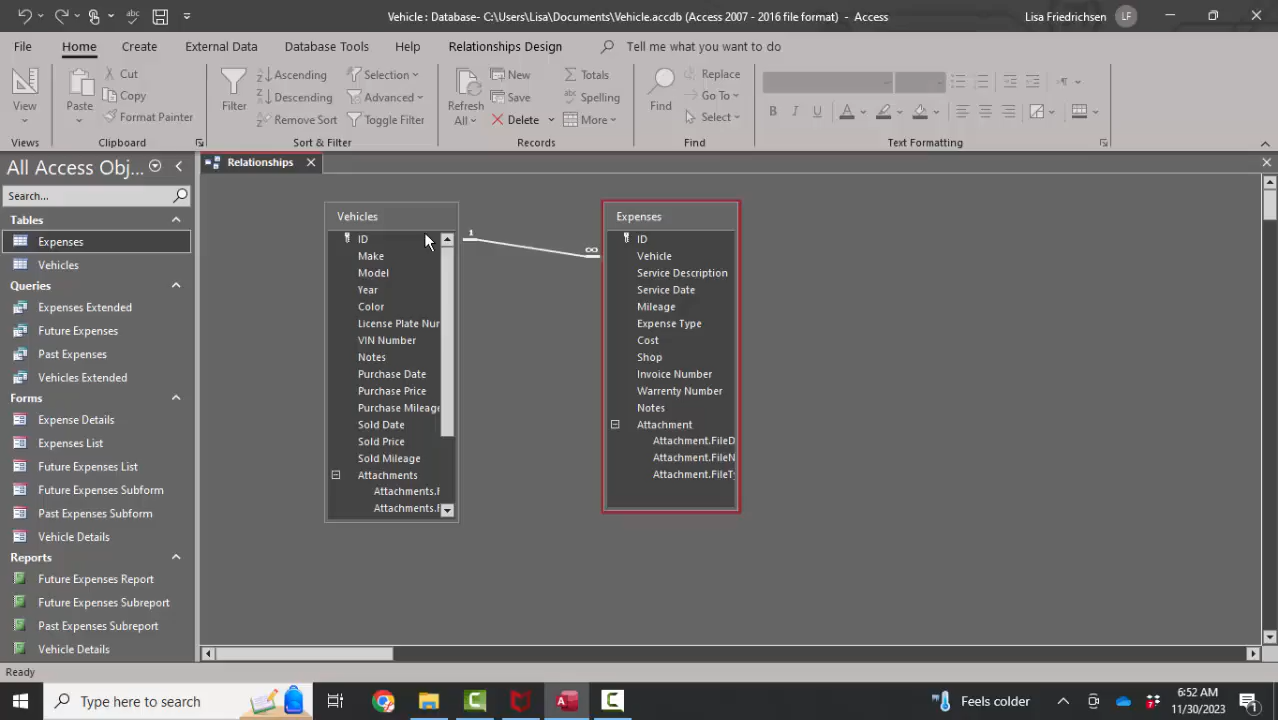 Vehicle : Database- C:\Users\Lisa\Documents\Vehicle.accdb (Access 2007 - 2016 file format) - Access
Lisa Friedrichsen LF
File Home Create External Data Database Tools Help Relationships Design Tell me what you want to do
View
Views
Paste
Cut
Copy
Format Painter
Clipboard
Filter
Ascending
Descending
Remove Sort
Selection
Advanced
Toggle Filter
Sort & Filter
Refresh
All
New
Save
Delete
Totals
Spelling
More
Records
Find
Replace
Go To
Select
Find
B I U A
Text Formatting
All Access Obj...
Search...
Tables
Expenses
Vehicles
Queries
Expenses Extended
Future Expenses
Past Expenses
Vehicles Extended
Forms
Expense Details
Expenses List
Future Expenses List
Future Expenses Subform
Past Expenses Subform
Vehicle Details
Reports
Future Expenses Report
Future Expenses Subreport
Past Expenses Subreport
Vehicle Details
Relationships
Vehicles
ID
Make
Model
Year
Color
License Plate Nur
VIN Number
Notes
Purchase Date
Purchase Price
Purchase Mileage
Sold Date
Sold Price
Sold Mileage
Attachments
Attachments.F
Attachments.F
1
∞
Expenses
ID
Vehicle
Service Description
Service Date
Mileage
Expense Type
Cost
Shop
Invoice Number
Warrenty Number
Notes
Attachment
Attachment.FileD
Attachment.FileN
Attachment.FileTy
Ready
Type here to search
Feels colder
6:52 AM
11/30/2023
1